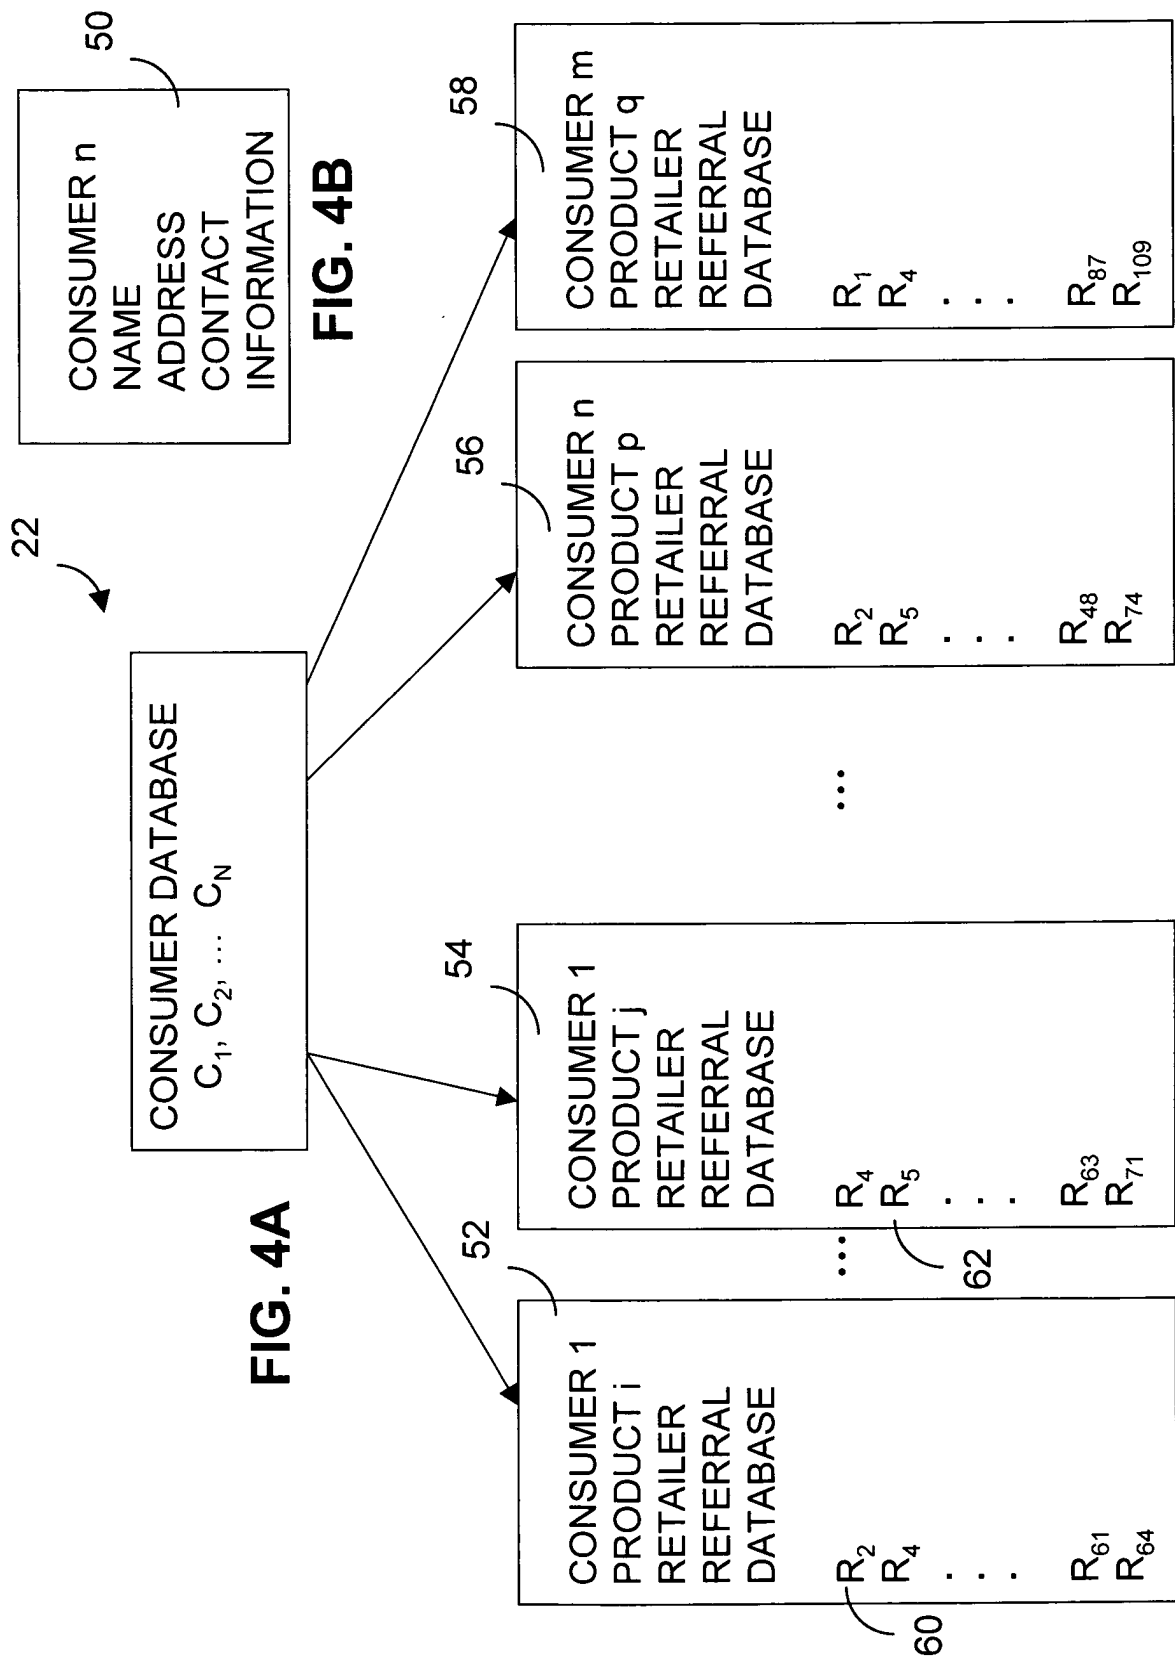 22
CONSUMER DATABASE
C₁, C₂, ... C_N
FIG. 4A
50
CONSUMER n
NAME
ADDRESS
CONTACT
INFORMATION
FIG. 4B
52
CONSUMER 1
PRODUCT i
RETAILER
REFERRAL
DATABASE
60
R₂
R₄
. . .
R₆₁
R₆₄
...
54
CONSUMER 1
PRODUCT j
RETAILER
REFERRAL
DATABASE
R₄
R₅
62
. . .
R₆₃
R₇₁
...
56
CONSUMER n
PRODUCT p
RETAILER
REFERRAL
DATABASE
R₂
R₅
. . .
R₄₈
R₇₄
58
CONSUMER m
PRODUCT q
RETAILER
REFERRAL
DATABASE
R₁
R₄
. . .
R₈₇
R₁₀₉